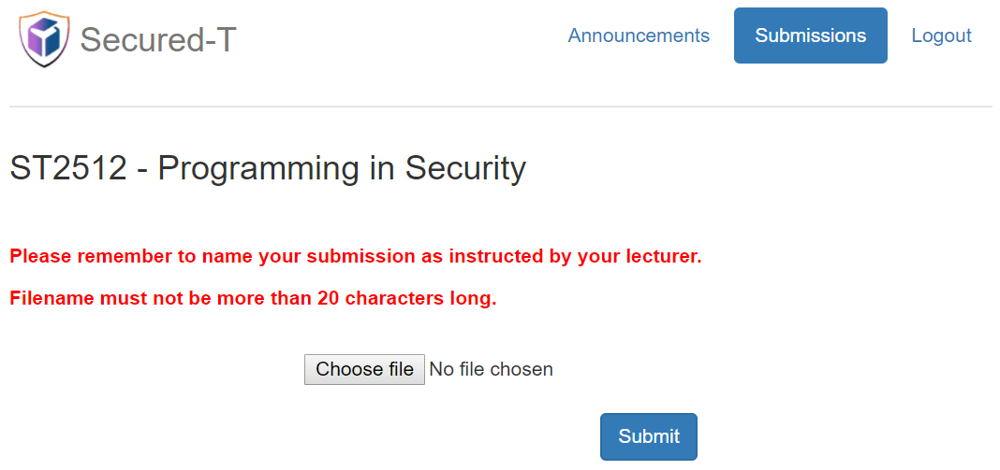 Secured-T
Announcements
Submissions
Logout
ST2512 - Programming in Security
Please remember to name your submission as instructed by your lecturer.
Filename must not be more than 20 characters long.
Choose file No file chosen
Submit